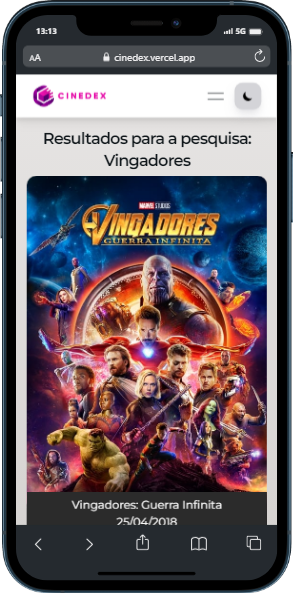 13:13
5G
AA
cinedex.vercel.app
CINEDEX
Resultados para a pesquisa:
Vingadores
MARVEL STUDIOS
VINGADORES
GUERRA INFINITA
Vingadores: Guerra Infinita
25/04/2018